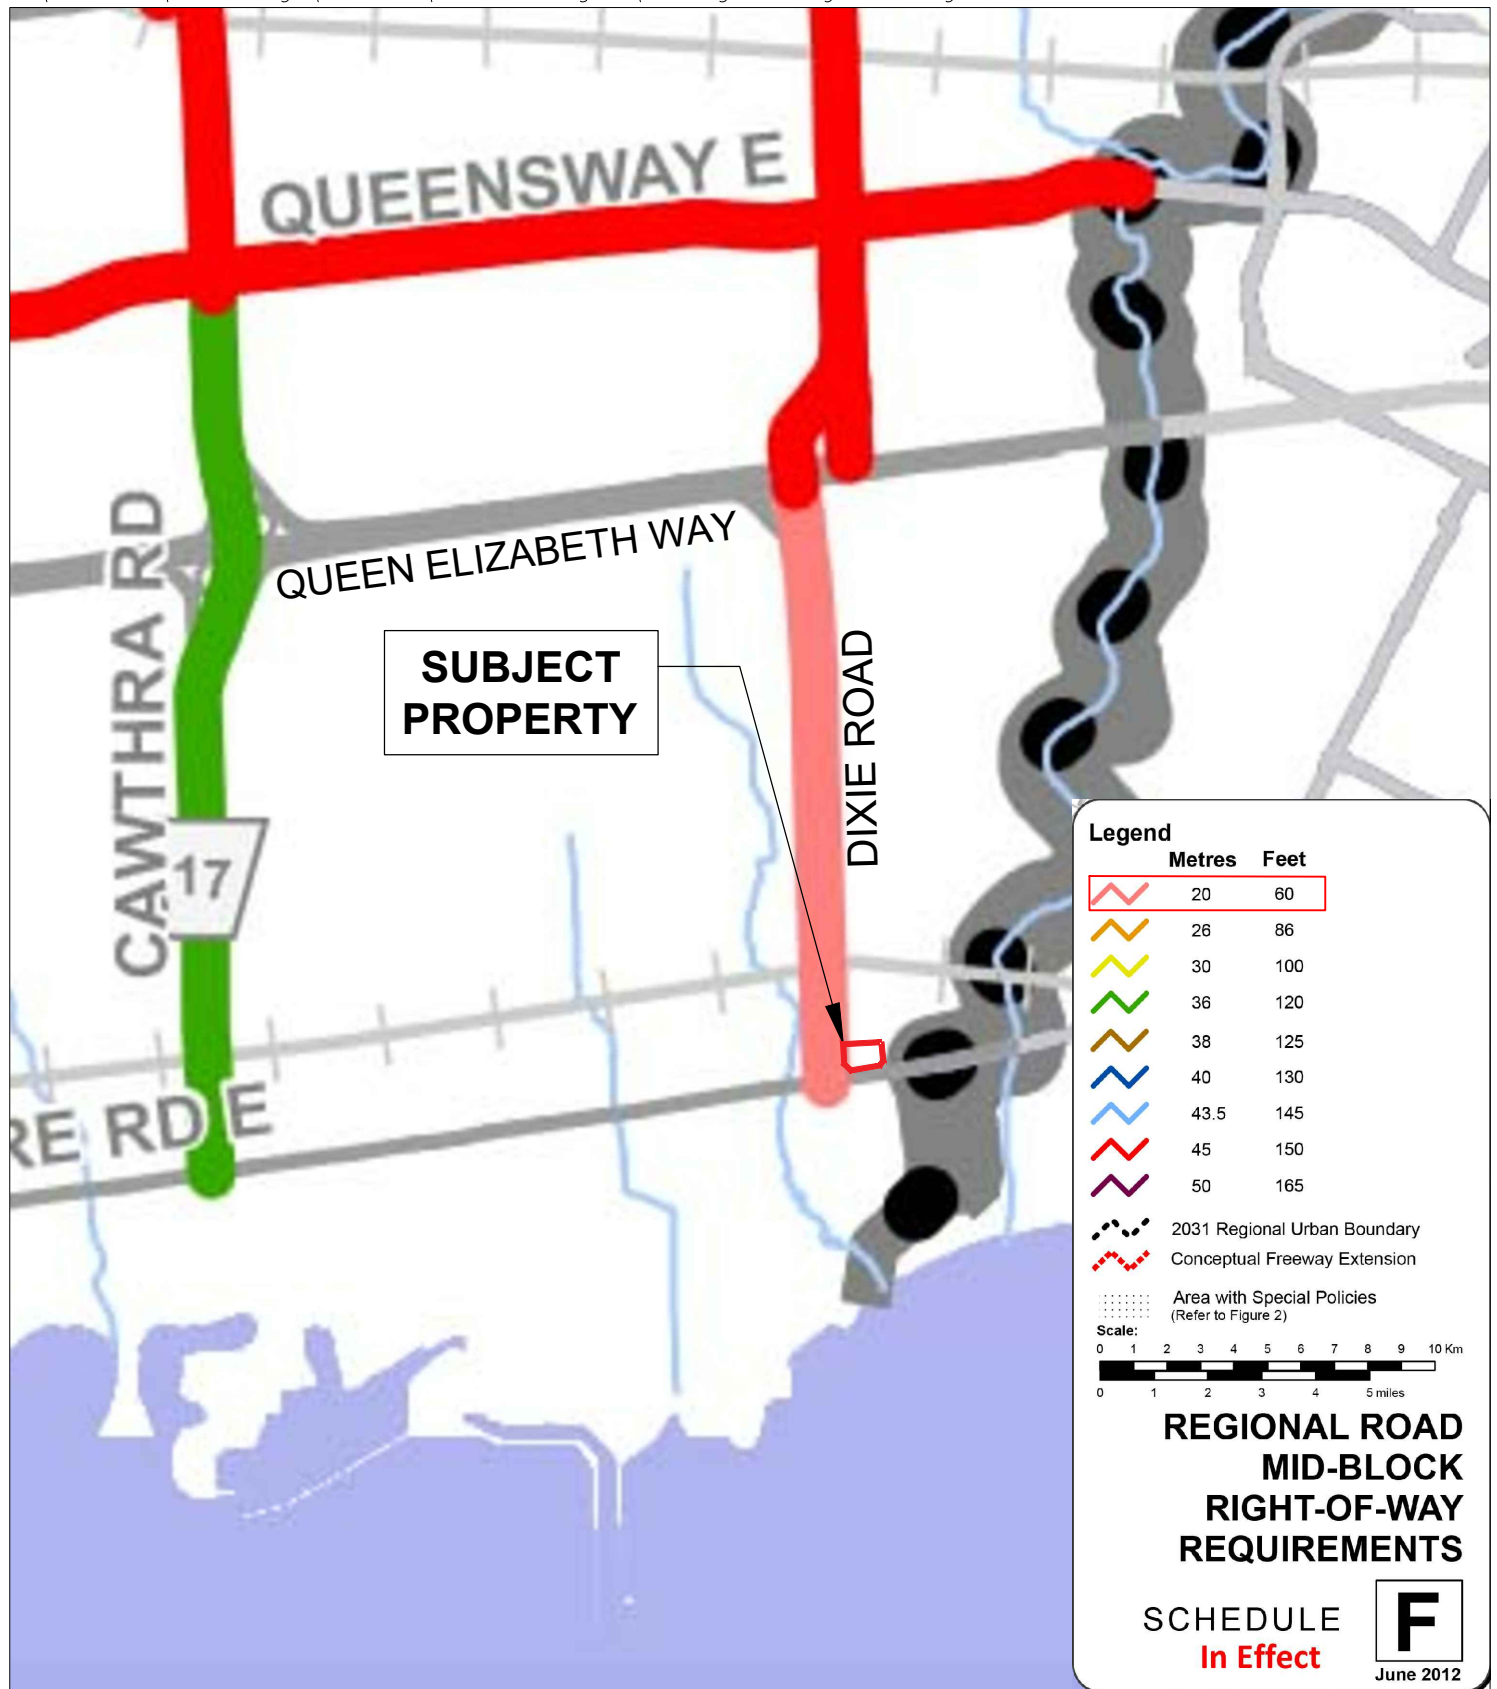 QUEENSWAY E
QUEEN ELIZABETH WAY
CAWTHRA RD
17
SUBJECT
PROPERTY
DIXIE ROAD
RE RD E
Legend
Metres Feet
20 60
26 86
30 100
36 120
38 125
40 130
43.5 145
45 150
50 165
2031 Regional Urban Boundary
Conceptual Freeway Extension
Area with Special Policies
(Refer to Figure 2)
Scale:
0 1 2 3 4 5 6 7 8 9 10 Km
0 1 2 3 4 5 miles
REGIONAL ROAD
MID-BLOCK
RIGHT-OF-WAY
REQUIREMENTS
SCHEDULE F
In Effect
June 2012